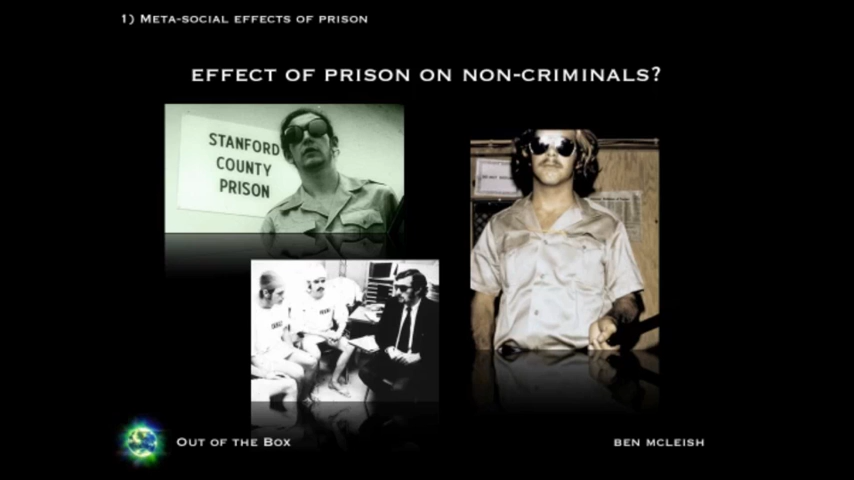 1) Meta-social effects of prison
EFFECT OF PRISON ON NON-CRIMINALS?
STANFORD
COUNTY
PRISON
Out of the Box
BEN MCLEISH